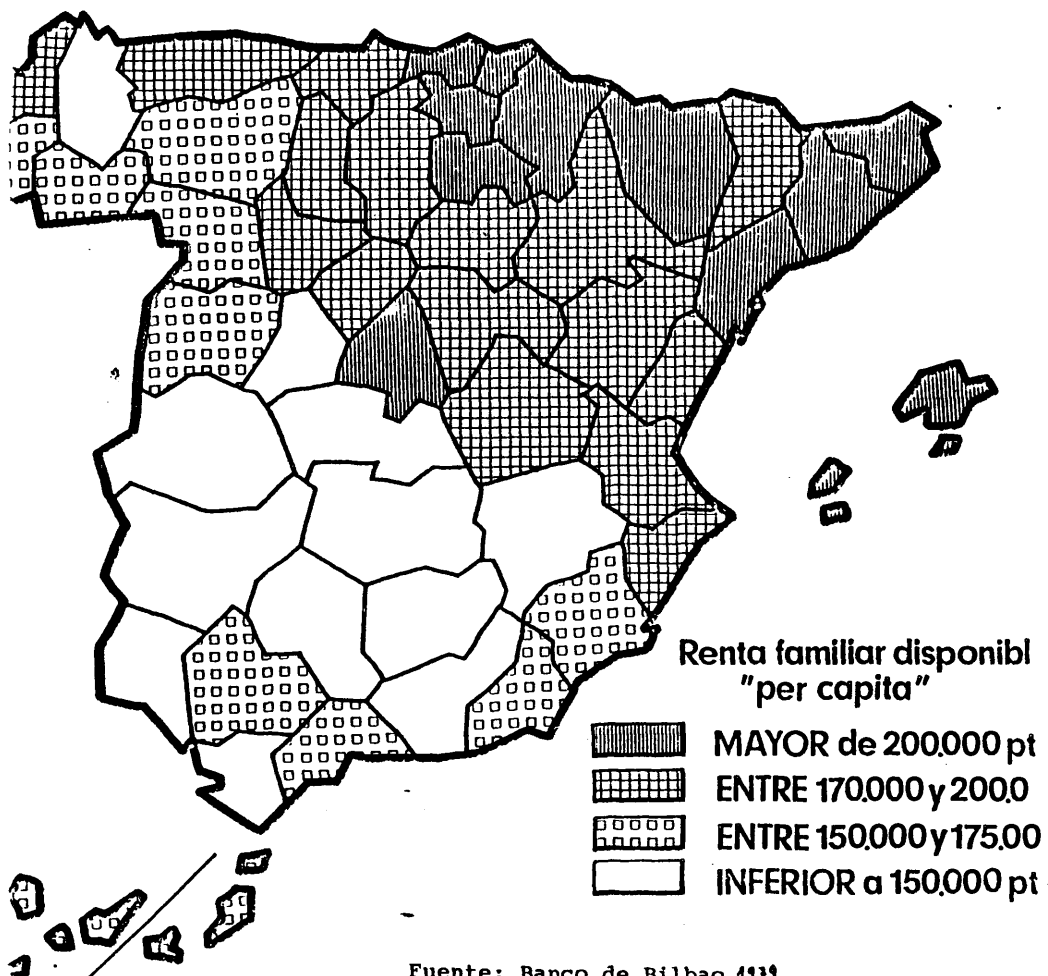 Renta familiar disponibl
"per capita"
MAYOR de 200.000 pt
ENTRE 170.000 y 200.0
ENTRE 150.000 y 175.00
INFERIOR a 150.000 pt
Fuente: Banco de Bilbao